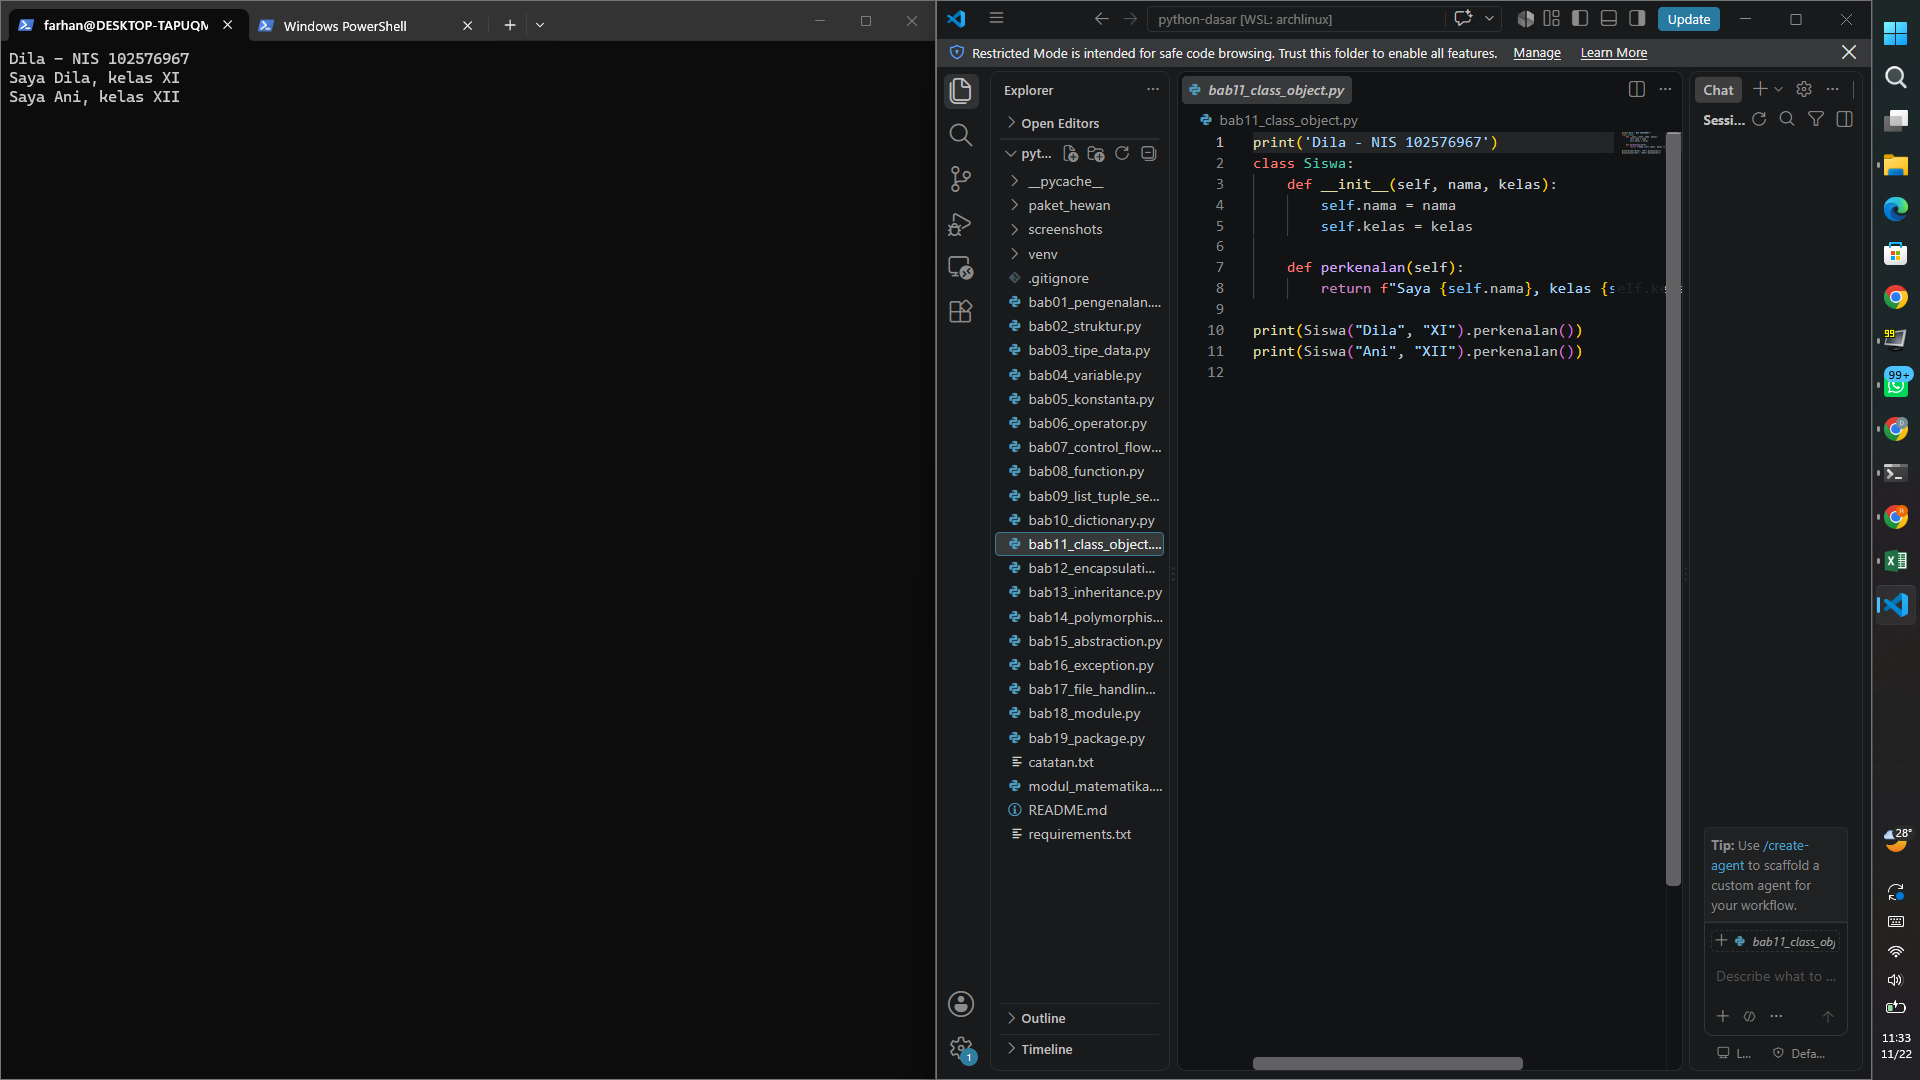 farhan@DESKTOP-TAPUQN
Windows PowerShell
Dila - NIS 102576967
Saya Dila, kelas XI
Saya Ani, kelas XII
python-dasar [WSL: archlinux]
Update
Restricted Mode is intended for safe code browsing. Trust this folder to enable all features.
Manage
Learn More
Explorer
Open Editors
pyt...
__pycache__
paket_hewan
screenshots
venv
.gitignore
bab01_pengenalan....
bab02_struktur.py
bab03_tipe_data.py
bab04_variable.py
bab05_konstanta.py
bab06_operator.py
bab07_control_flow...
bab08_function.py
bab09_list_tuple_se...
bab10_dictionary.py
bab11_class_object....
bab12_encapsulati...
bab13_inheritance.py
bab14_polymorphis...
bab15_abstraction.py
bab16_exception.py
bab17_file_handlin...
bab18_module.py
bab19_package.py
catatan.txt
modul_matematika....
README.md
requirements.txt
Outline
Timeline
1
bab11_class_object.py
bab11_class_object.py
1 print('Dila - NIS 102576967')
2 class Siswa:
3 def __init__(self, nama, kelas):
4 self.nama = nama
5 self.kelas = kelas
6
7 def perkenalan(self):
8 return f"Saya {self.nama}, kelas {self.ke
9
10 print(Siswa("Dila", "XI").perkenalan())
11 print(Siswa("Ani", "XII").perkenalan())
12
Chat
Sessi...
Tip: Use /create-
agent to scaffold a
custom agent for
your workflow.
bab11_class_obj
Describe what to ...
L...
Defa...
99
99+
28°
11:33
11/22